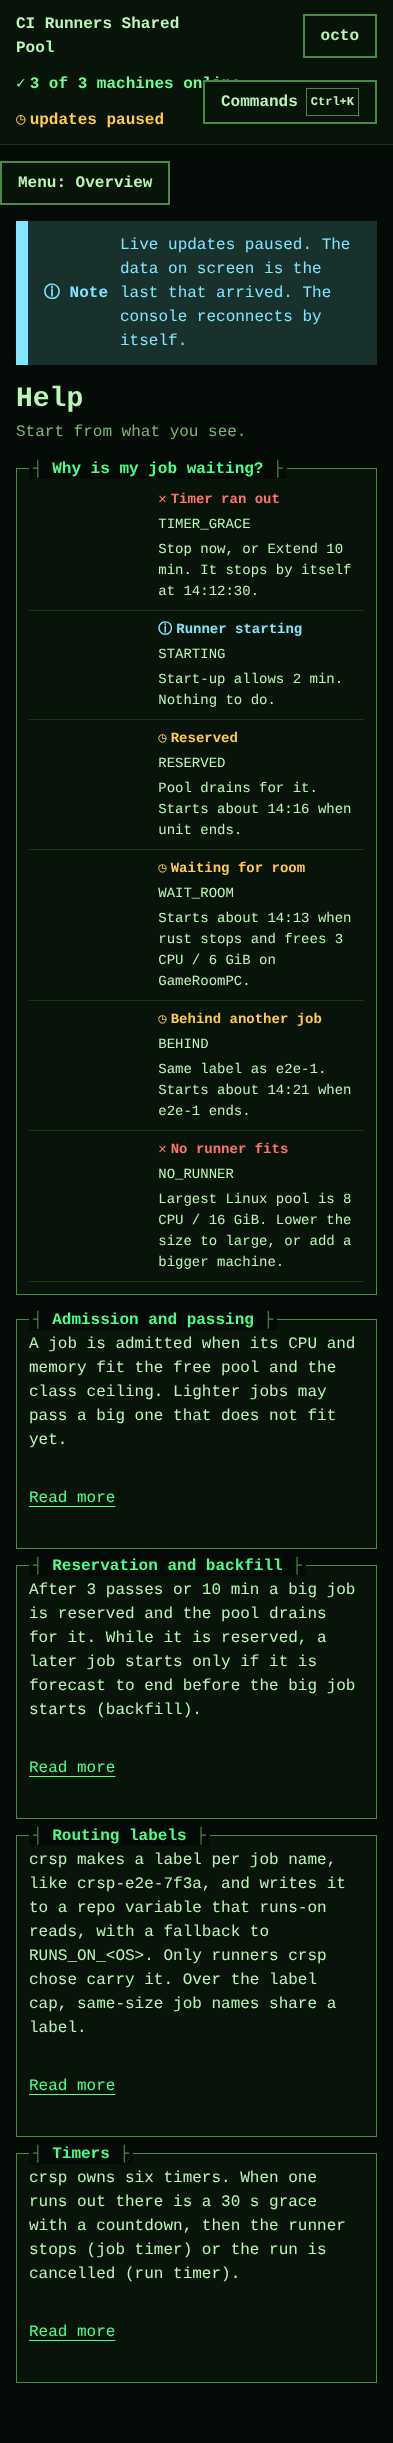 CI Runners Shared
Pool
octo
✓ 3 of 3 machines online
Commands Ctrl+K
◷ updates paused
Menu: Overview
ⓘ Note
Live updates paused. The
data on screen is the
last that arrived. The
console reconnects by
itself.
Help
Start from what you see.
┤ Why is my job waiting? ├
× Timer ran out
TIMER_GRACE
Stop now, or Extend 10
min. It stops by itself
at 14:12:30.
ⓘ Runner starting
STARTING
Start-up allows 2 min.
Nothing to do.
◷ Reserved
RESERVED
Pool drains for it.
Starts about 14:16 when
unit ends.
◷ Waiting for room
WAIT_ROOM
Starts about 14:13 when
rust stops and frees 3
CPU / 6 GiB on
GameRoomPC.
◷ Behind another job
BEHIND
Same label as e2e-1.
Starts about 14:21 when
e2e-1 ends.
× No runner fits
NO_RUNNER
Largest Linux pool is 8
CPU / 16 GiB. Lower the
size to large, or add a
bigger machine.
┤ Admission and passing ├
A job is admitted when its CPU and
memory fit the free pool and the
class ceiling. Lighter jobs may
pass a big one that does not fit
yet.
Read more
┤ Reservation and backfill ├
After 3 passes or 10 min a big job
is reserved and the pool drains
for it. While it is reserved, a
later job starts only if it is
forecast to end before the big job
starts (backfill).
Read more
┤ Routing labels ├
crsp makes a label per job name,
like crsp-e2e-7f3a, and writes it
to a repo variable that runs-on
reads, with a fallback to
RUNS_ON_<OS>. Only runners crsp
chose carry it. Over the label
cap, same-size job names share a
label.
Read more
┤ Timers ├
crsp owns six timers. When one
runs out there is a 30 s grace
with a countdown, then the runner
stops (job timer) or the run is
cancelled (run timer).
Read more